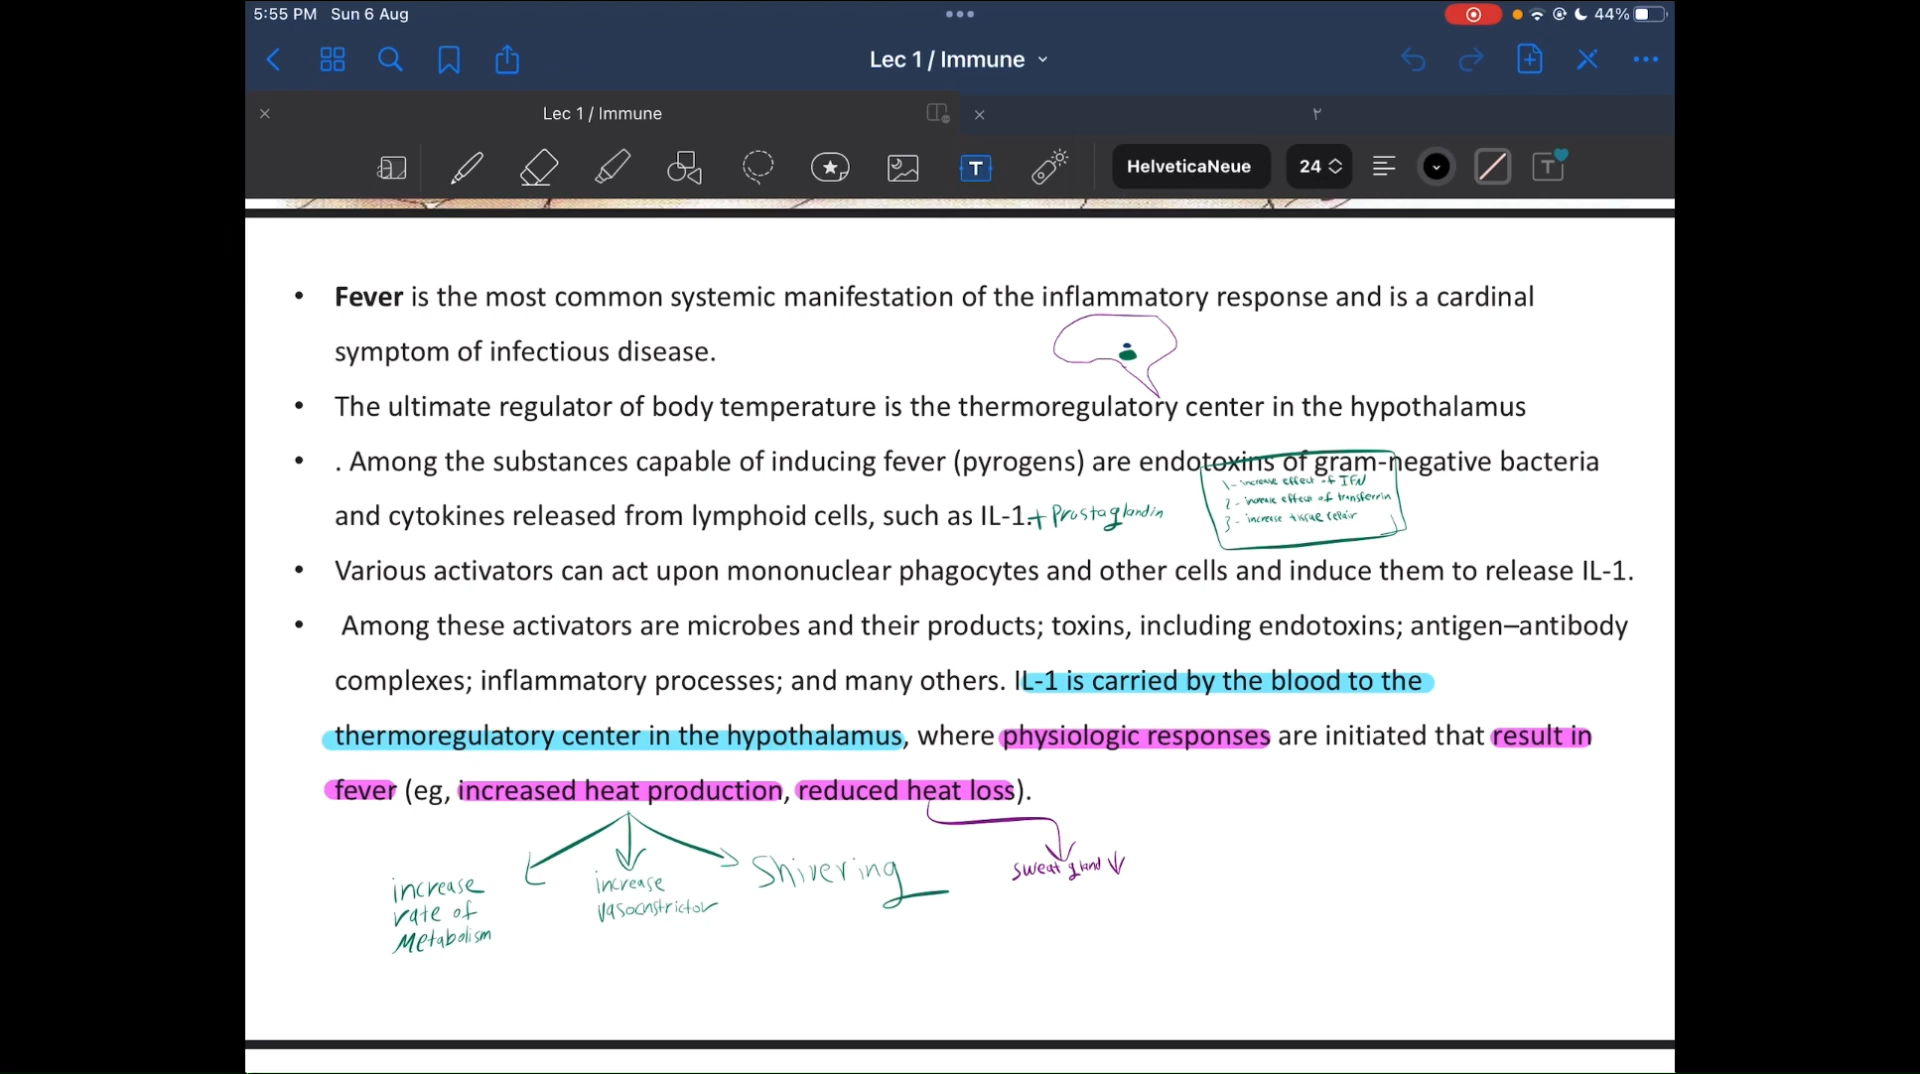 5:55 PM Sun 6 Aug
44%
Lec 1 / Immune
Lec 1 / Immune
٢
HelveticaNeue
24
• Fever is the most common systemic manifestation of the inflammatory response and is a cardinal
symptom of infectious disease.
• The ultimate regulator of body temperature is the thermoregulatory center in the hypothalamus
• . Among the substances capable of inducing fever (pyrogens) are endotoxins of gram-negative bacteria
1- increase effect of IFN
2- increase effect of transferrin
and cytokines released from lymphoid cells, such as IL-1. + Prostaglandin
3- increase tissue repair
• Various activators can act upon mononuclear phagocytes and other cells and induce them to release IL-1.
• Among these activators are microbes and their products; toxins, including endotoxins; antigen–antibody
complexes; inflammatory processes; and many others. IL-1 is carried by the blood to the
thermoregulatory center in the hypothalamus, where physiologic responses are initiated that result in
fever (eg, increased heat production, reduced heat loss).
increase
rate of
Metabolism
increase
vasocnstrictor
Shivering
sweat gland ↓